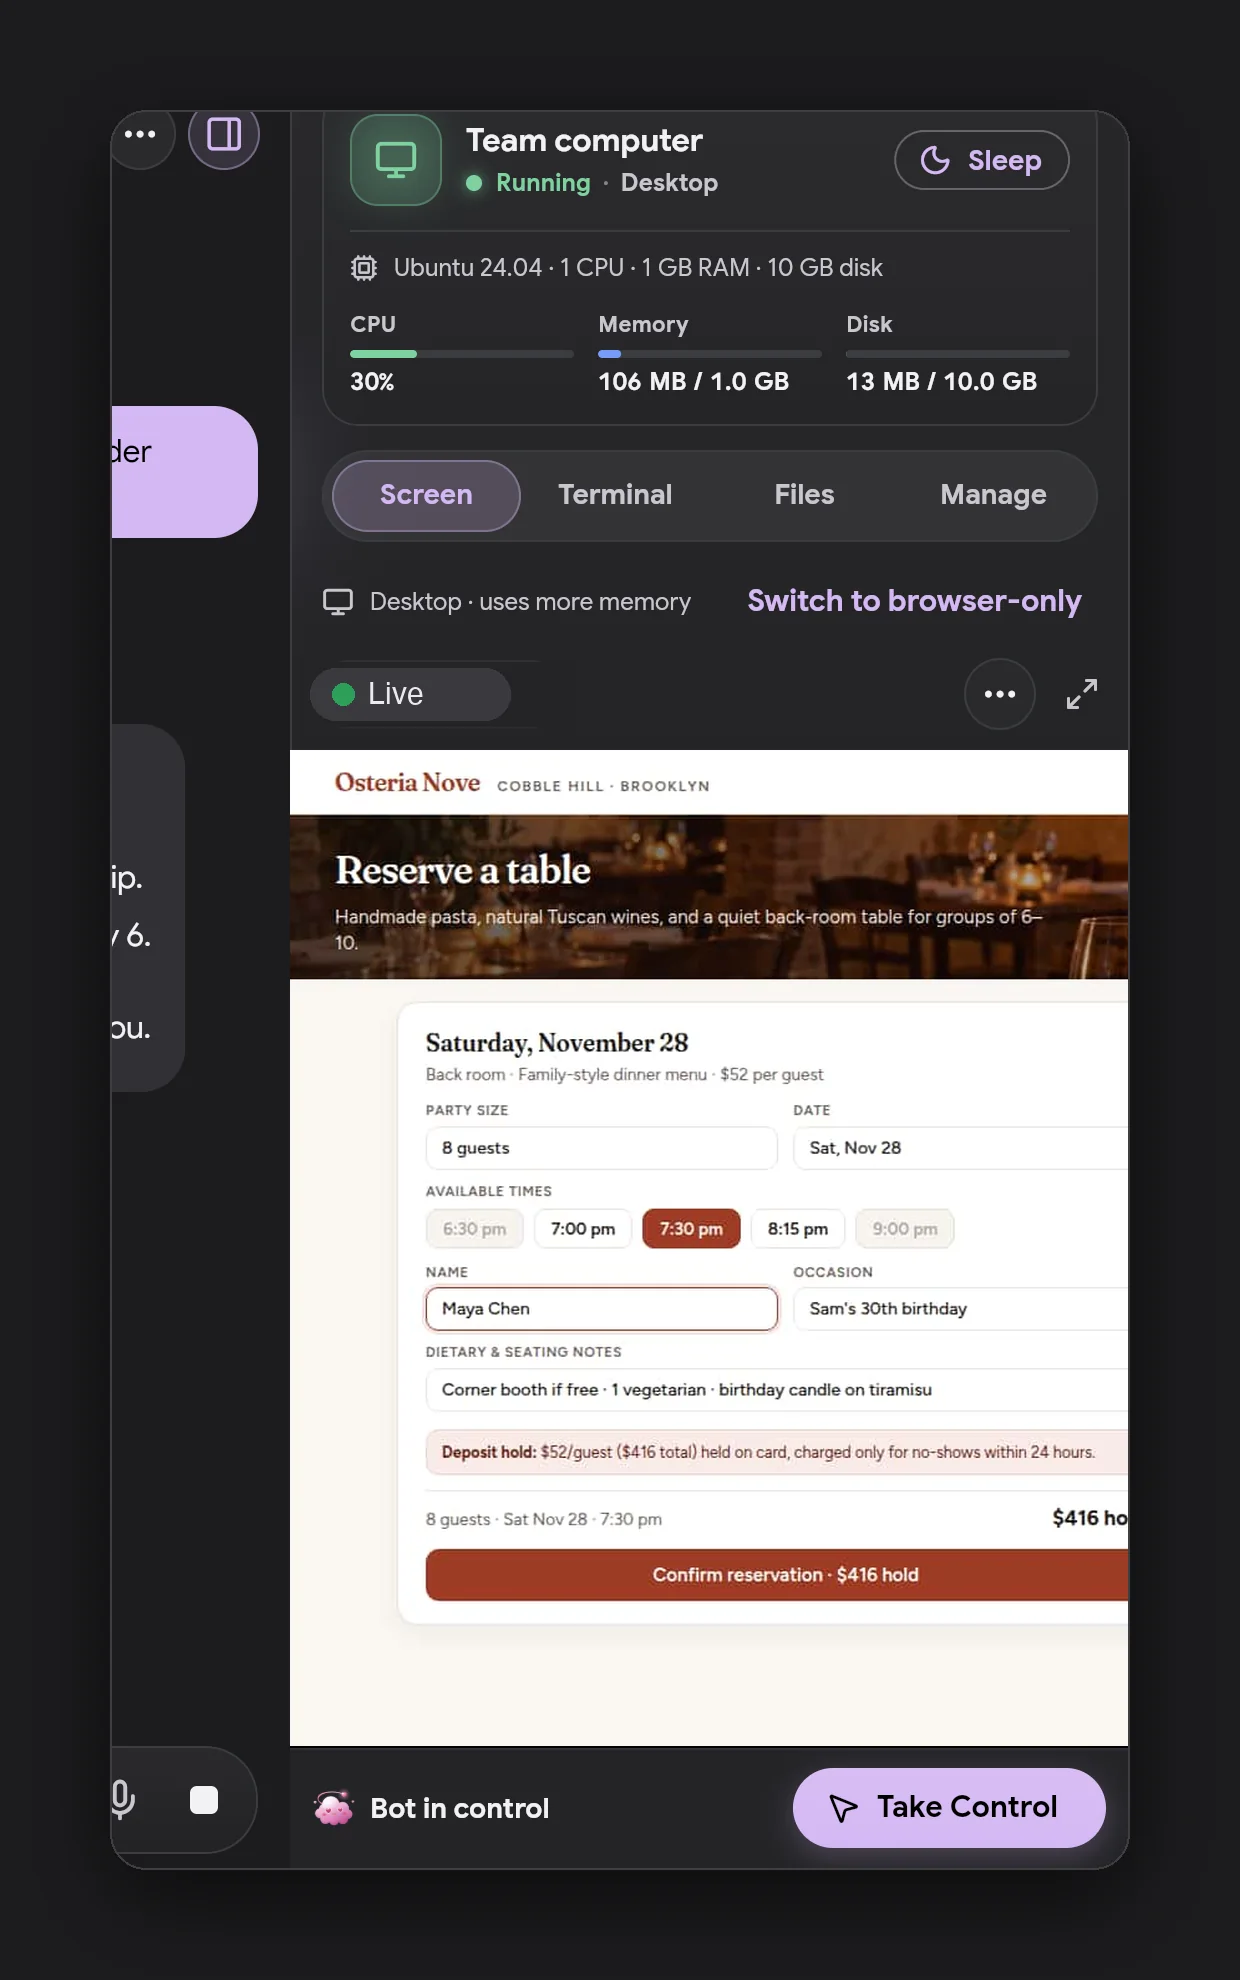 Team computer
Running · Desktop
Sleep
Ubuntu 24.04 · 1 CPU · 1 GB RAM · 10 GB disk
CPU
Memory
Disk
30%
106 MB / 1.0 GB
13 MB / 10.0 GB
der
Screen
Terminal
Files
Manage
Desktop · uses more memory
Switch to browser-only
Live
ip.
y 6.
ou.
Osteria Nove
COBBLE HILL · BROOKLYN
Reserve a table
Handmade pasta, natural Tuscan wines, and a quiet back-room table for groups of 6–
10.
Saturday, November 28
Back room · Family-style dinner menu · $52 per guest
PARTY SIZE
DATE
8 guests
Sat, Nov 28
AVAILABLE TIMES
6:30 pm
7:00 pm
7:30 pm
8:15 pm
9:00 pm
NAME
OCCASION
Maya Chen
Sam's 30th birthday
DIETARY & SEATING NOTES
Corner booth if free · 1 vegetarian · birthday candle on tiramisu
Deposit hold: $52/guest ($416 total) held on card, charged only for no-shows within 24 hours.
8 guests · Sat Nov 28 · 7:30 pm
$416 ho
Confirm reservation · $416 hold
Bot in control
Take Control